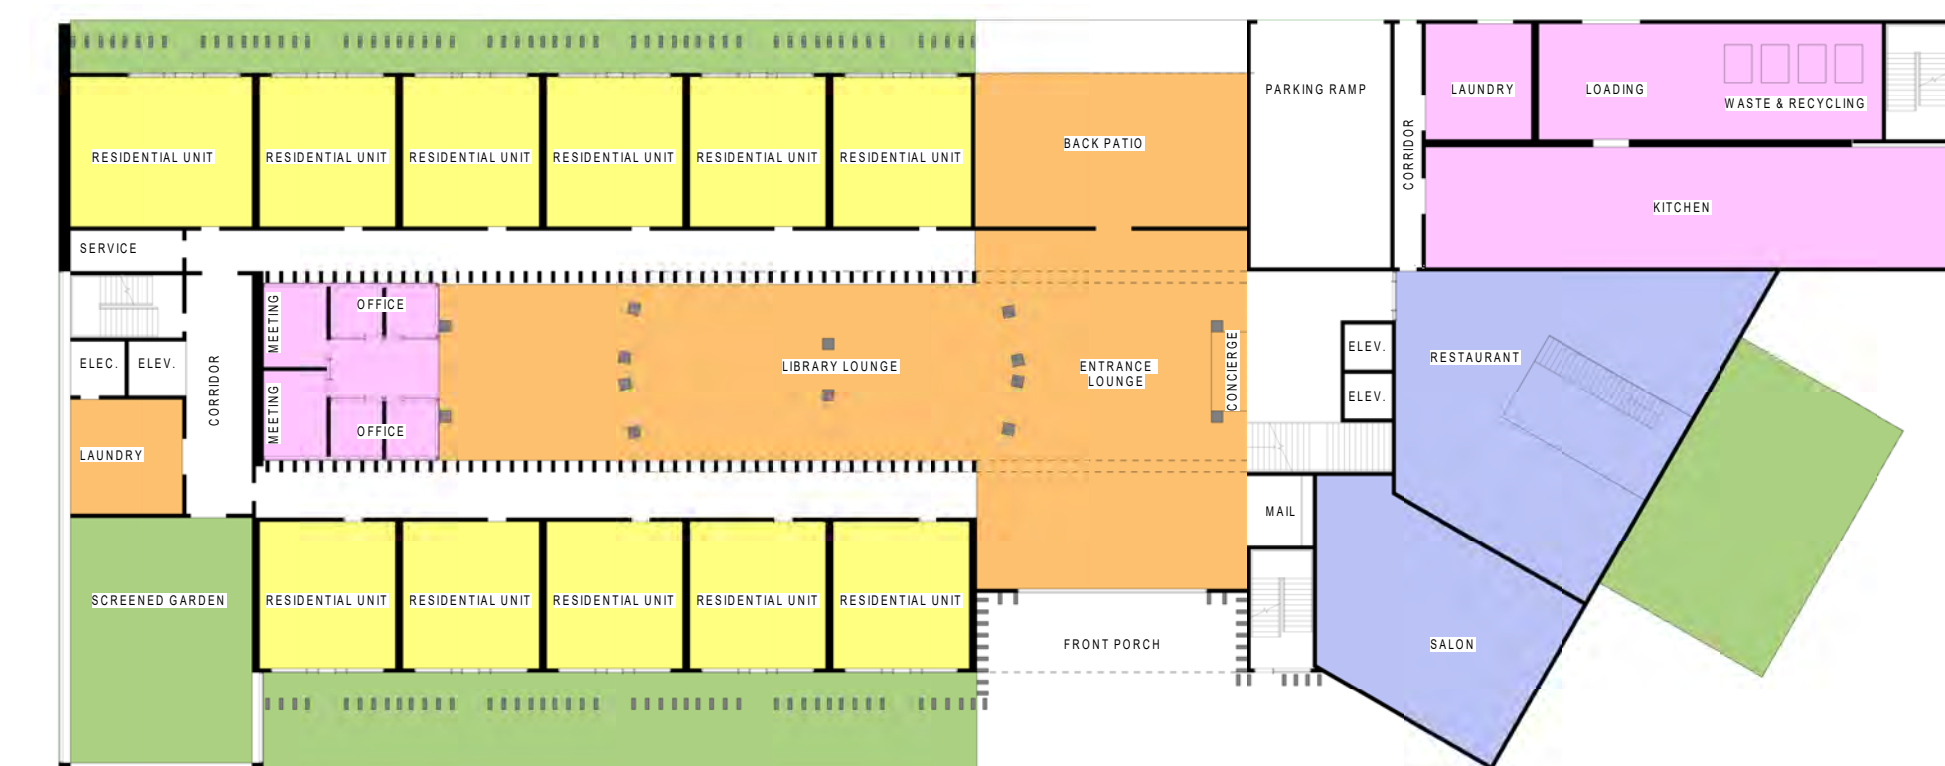 PARKING RAMP
LAUNDRY
LOADING
WASTE & RECYCLING
CORRIDOR
BACK PATIO
RESIDENTIAL UNIT
RESIDENTIAL UNIT
RESIDENTIAL UNIT
RESIDENTIAL UNIT
RESIDENTIAL UNIT
RESIDENTIAL UNIT
KITCHEN
SERVICE
MEETING
OFFICE
ELEC.
ELEV.
CORRIDOR
LIBRARY LOUNGE
ENTRANCE
LOUNGE
CONCIERGE
ELEV.
ELEV.
RESTAURANT
MEETING
OFFICE
LAUNDRY
MAIL
SCREENED GARDEN
RESIDENTIAL UNIT
RESIDENTIAL UNIT
RESIDENTIAL UNIT
RESIDENTIAL UNIT
RESIDENTIAL UNIT
FRONT PORCH
SALON